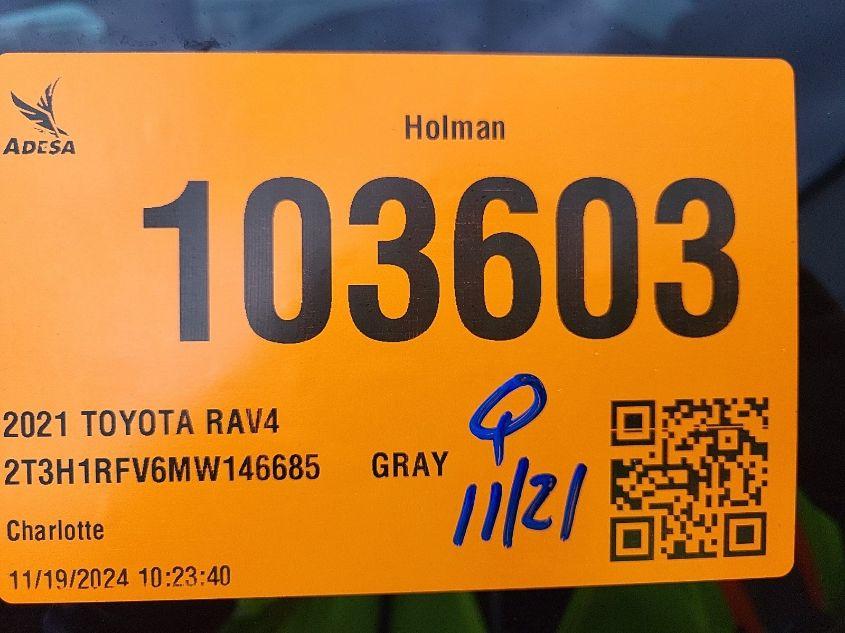 ADESA
Holman
103603
2021 TOYOTA RAV4
2T3H1RFV6MW146685 GRAY
Q
11/21
Charlotte
11/19/2024 10:23:40